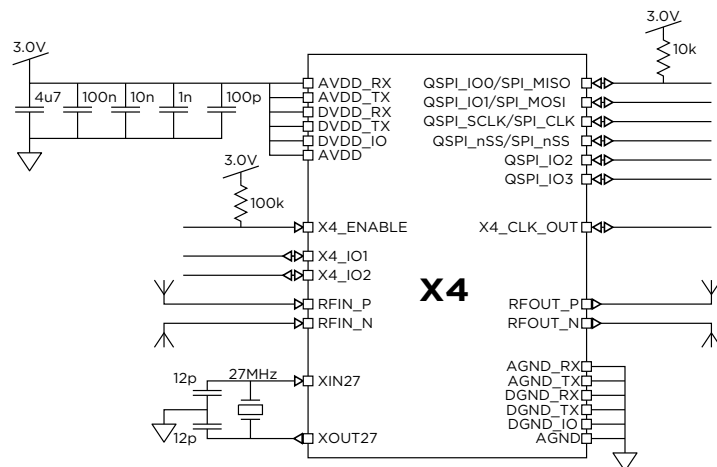 3.0V
3.0V
10k
4u7 100n 10n 1n 100p
AVDD_RX
AVDD_TX
DVDD_RX
DVDD_TX
DVDD_IO
AVDD
QSPI_IO0/SPI_MISO
QSPI_IO1/SPI_MOSI
QSPI_SCLK/SPI_CLK
QSPI_nSS/SPI_nSS
QSPI_IO2
QSPI_IO3
3.0V
100k
X4_ENABLE
X4_CLK_OUT
X4_IO1
X4_IO2
X4
RFIN_P
RFIN_N
RFOUT_P
RFOUT_N
12p
27MHz
XIN27
12p
XOUT27
AGND_RX
AGND_TX
DGND_RX
DGND_TX
DGND_IO
AGND